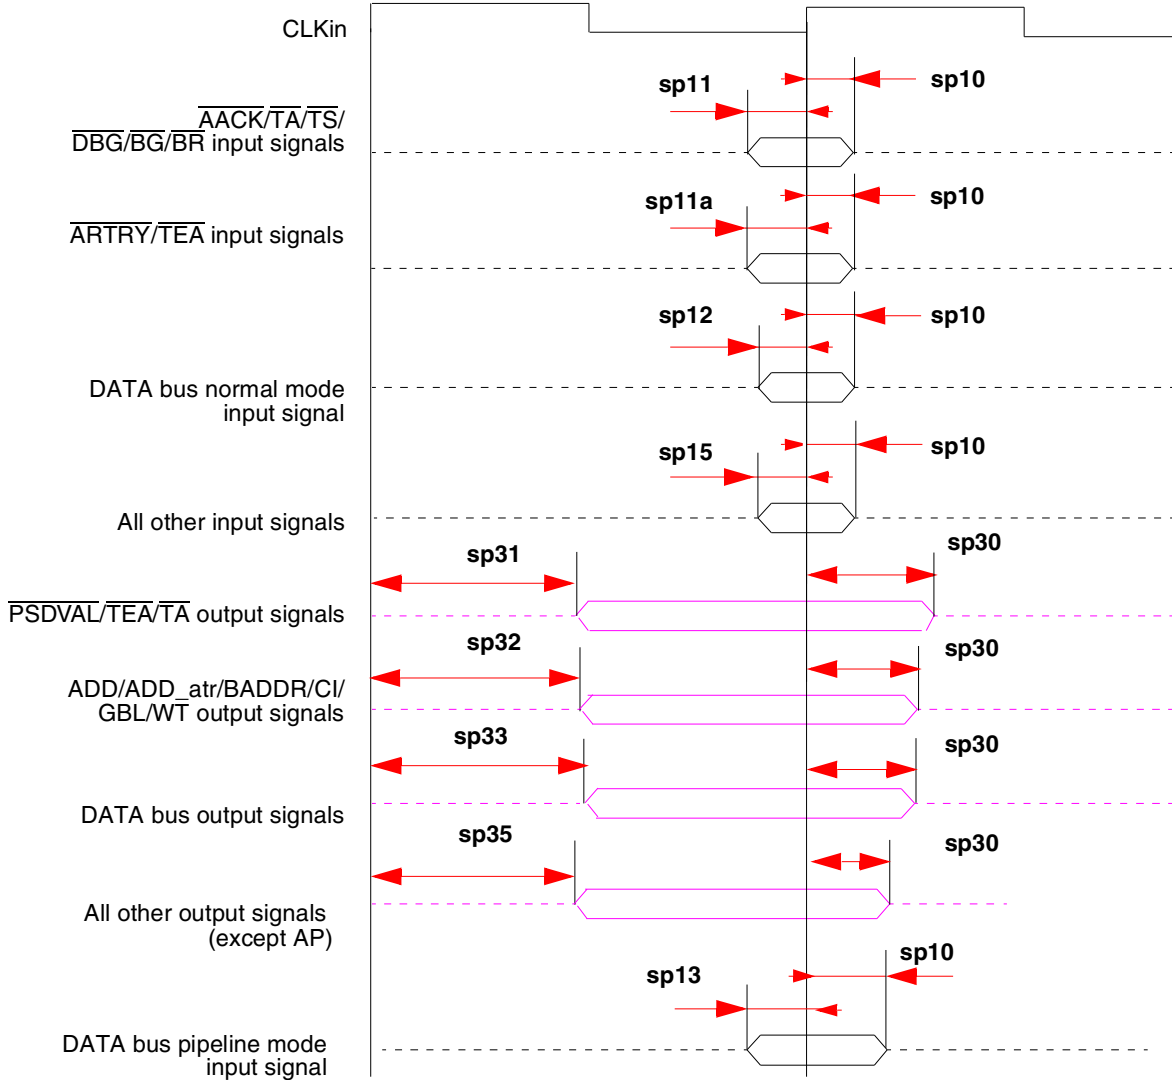 CLKin
sp11
sp10
AACK/TA/TS/
DBG/BG/BR input signals
sp11a
sp10
ARTRY/TEA input signals
sp12
sp10
DATA bus normal mode
input signal
sp15
sp10
All other input signals
sp31
sp30
PSDVAL/TEA/TA output signals
sp32
sp30
ADD/ADD_atr/BADDR/CI/
GBL/WT output signals
sp33
sp30
DATA bus output signals
sp35
sp30
All other output signals
(except AP)
sp13
sp10
DATA bus pipeline mode
input signal